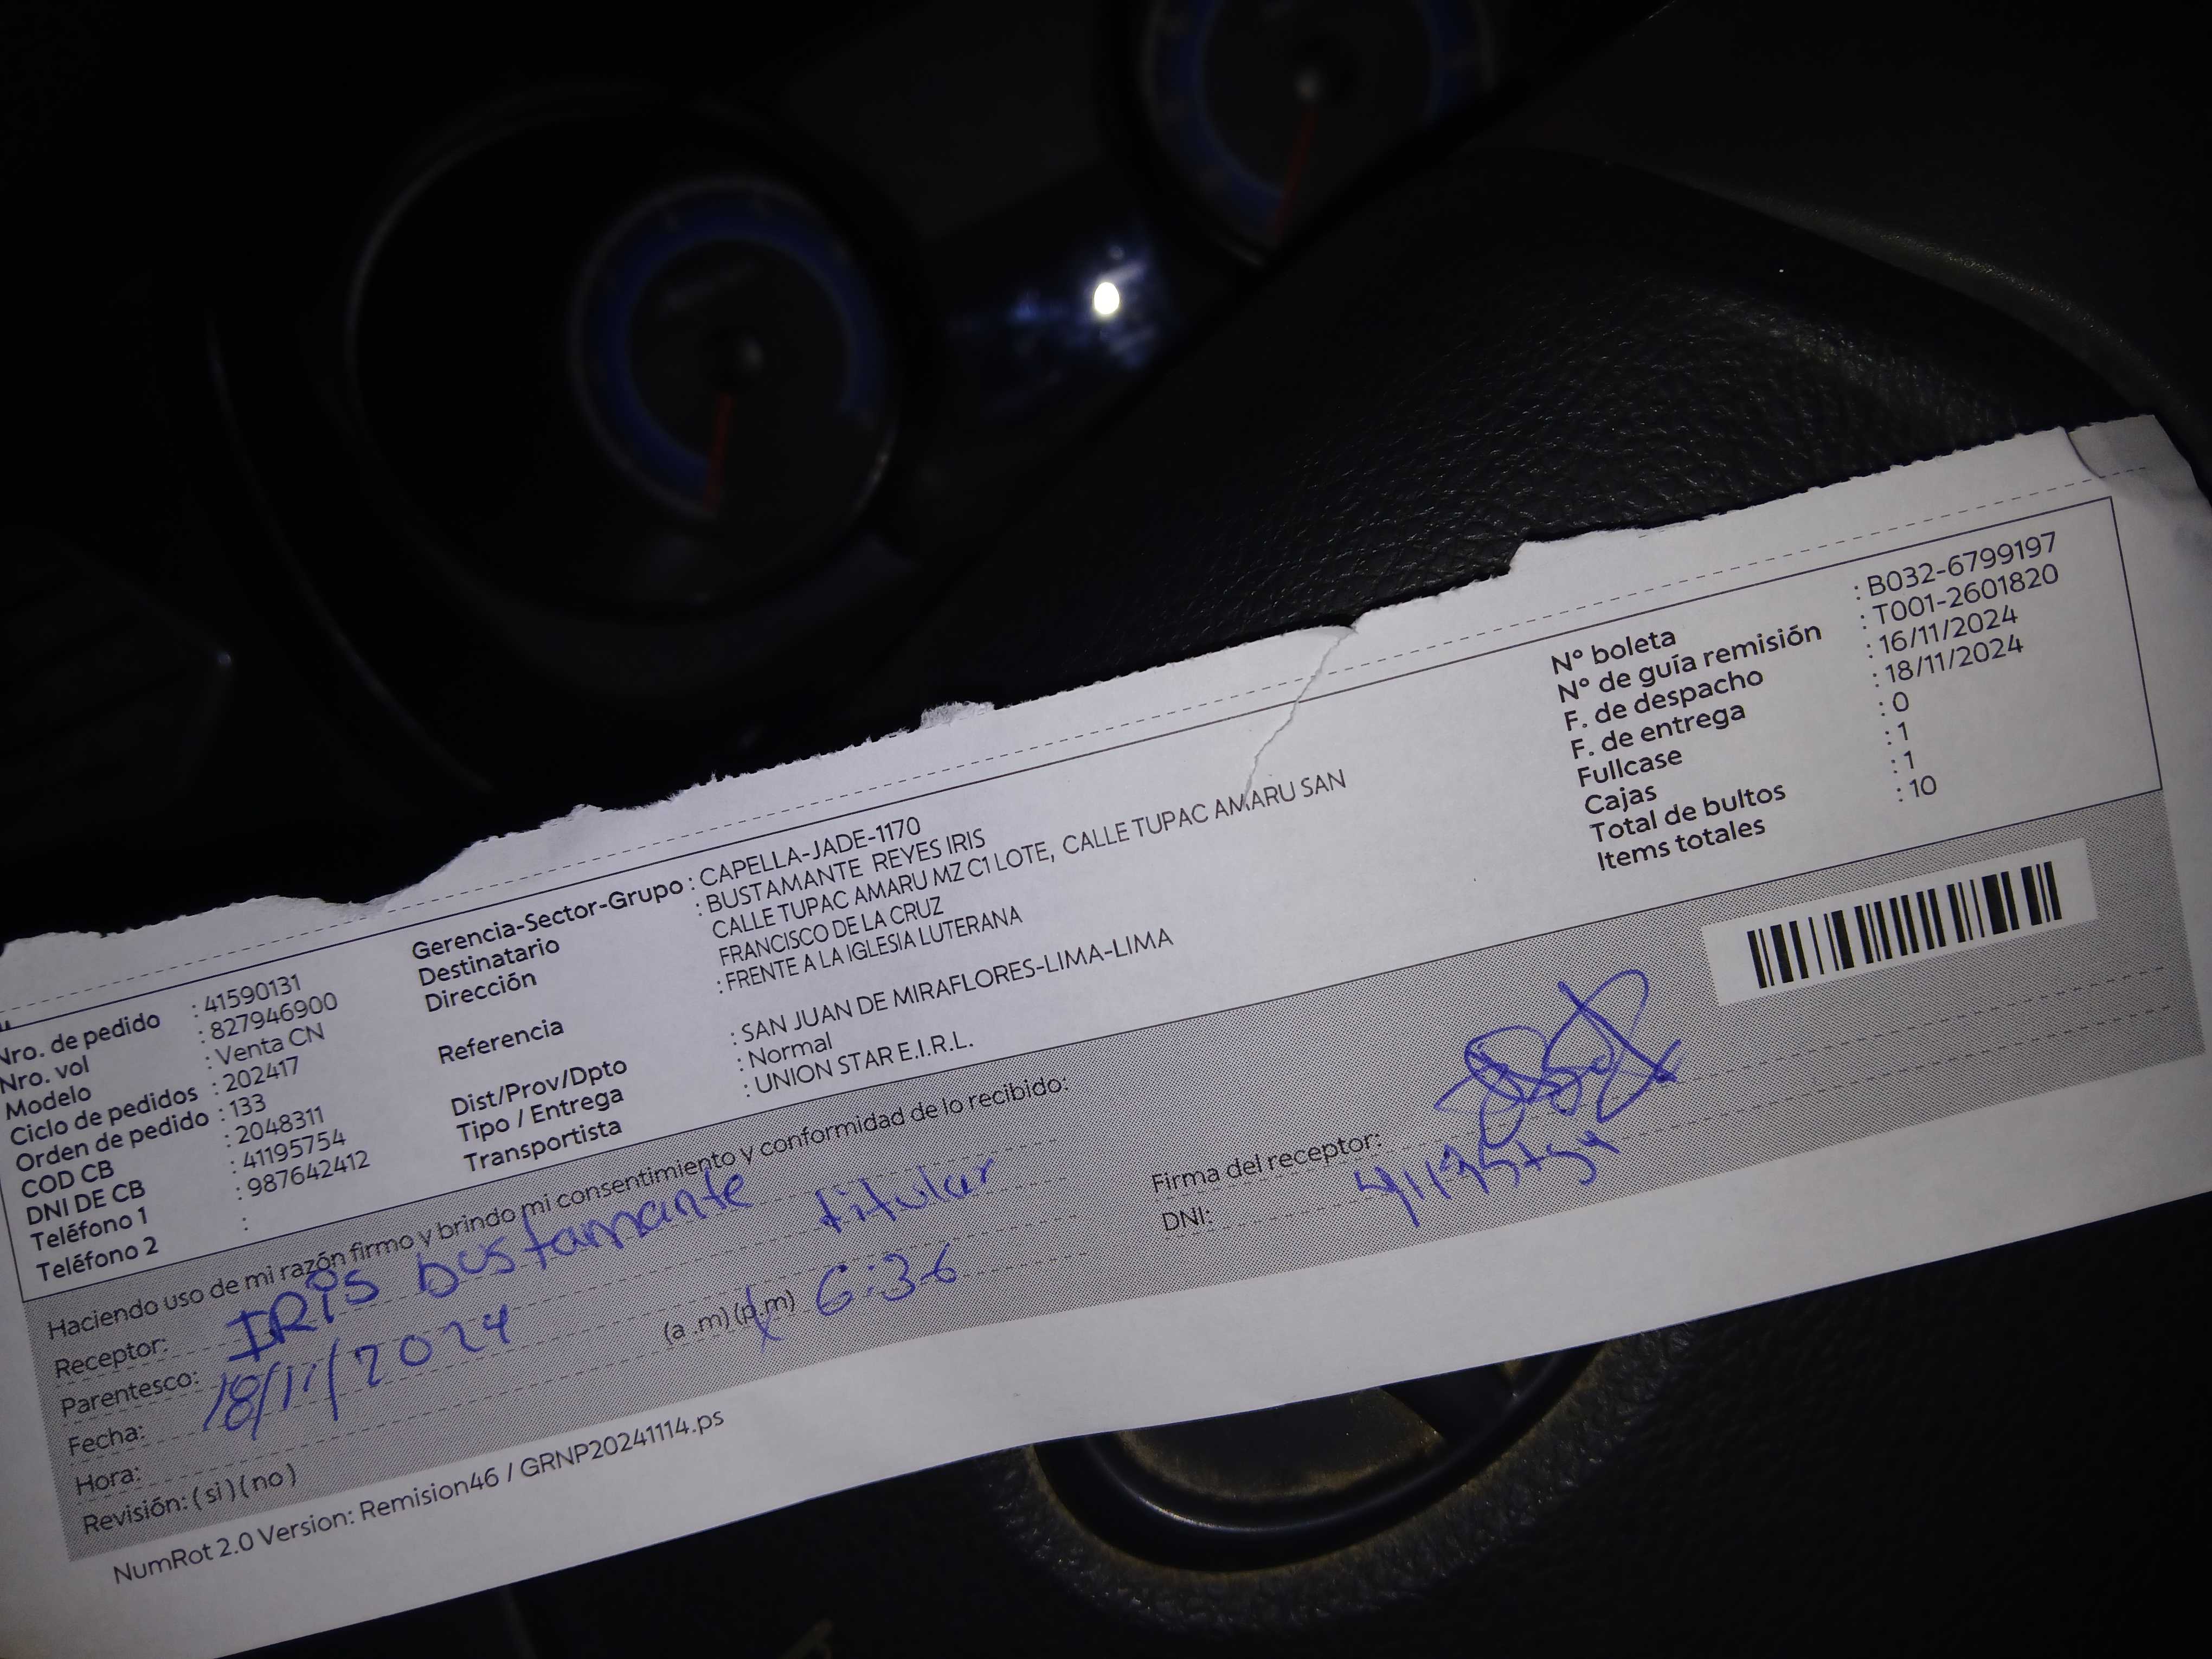 Nro. de pedido : 41590131
Nro. vol : 827946900
Modelo : Venta CN
Ciclo de pedidos : 202417
Orden de pedido : 133
COD CB : 2048311
DNI DE CB : 41195754
Teléfono 1 : 987642412
Teléfono 2 :
Gerencia-Sector-Grupo : CAPELLA-JADE-1170
Destinatario : BUSTAMANTE REYES IRIS
Dirección CALLE TUPAC AMARU MZ C1 LOTE, CALLE TUPAC AMARU SAN
FRANCISCO DE LA CRUZ
Referencia : FRENTE A LA IGLESIA LUTERANA
Dist/Prov/Dpto : SAN JUAN DE MIRAFLORES-LIMA-LIMA
Tipo / Entrega : Normal
Transportista : UNION STAR E.I.R.L.
N° boleta : B032-6799197
N° de guía remisión : T001-2601820
F. de despacho : 16/11/2024
F. de entrega : 18/11/2024
Fullcase : 0
Cajas : 1
Total de bultos : 1
Items totales : 10
Haciendo uso de mi razón firmo y brindo mi consentimiento y conformidad de lo recibido:
Receptor: IRis bustamante
Parentesco: titular
Fecha: 18/11/2024
Hora: (a .m) (p.m) 6:36
Revisión: ( si ) ( no )
Firma del receptor:
DNI:
NumRot 2.0 Version: Remision46 / GRNP20241114.ps